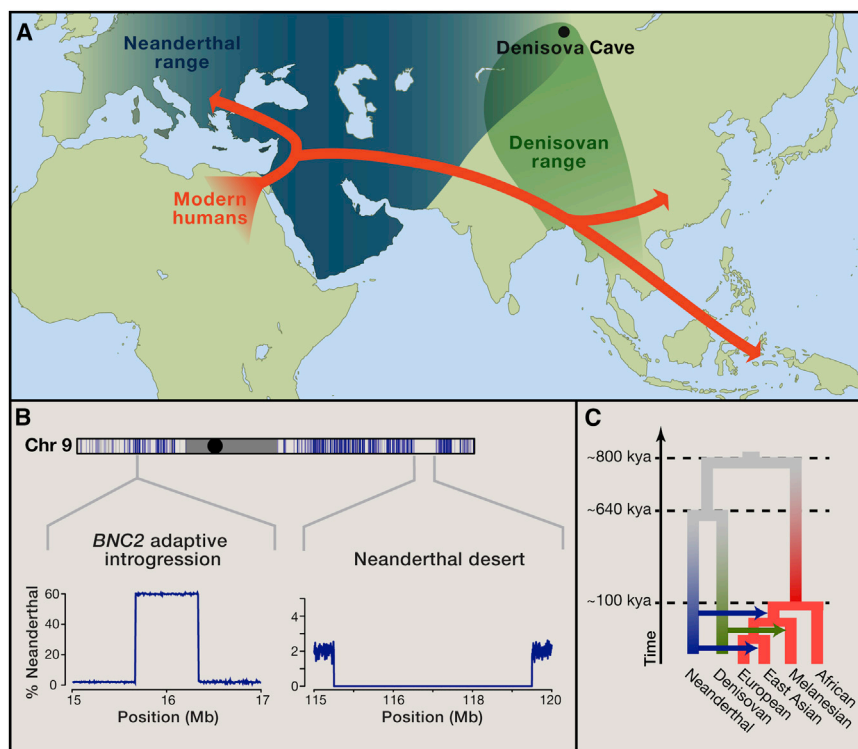 A
Neanderthal
range
Denisova Cave
Denisovan
range
Modern
humans
B
Chr 9
BNC2 adaptive
introgression
Neanderthal desert
% Neanderthal
60
40
20
0
15
16
17
Position (Mb)
4
2
0
115
116
118
120
Position (Mb)
C
~800 kya
~640 kya
~100 kya
Time
Neanderthal
Denisovan
European
East Asian
Melanesian
African